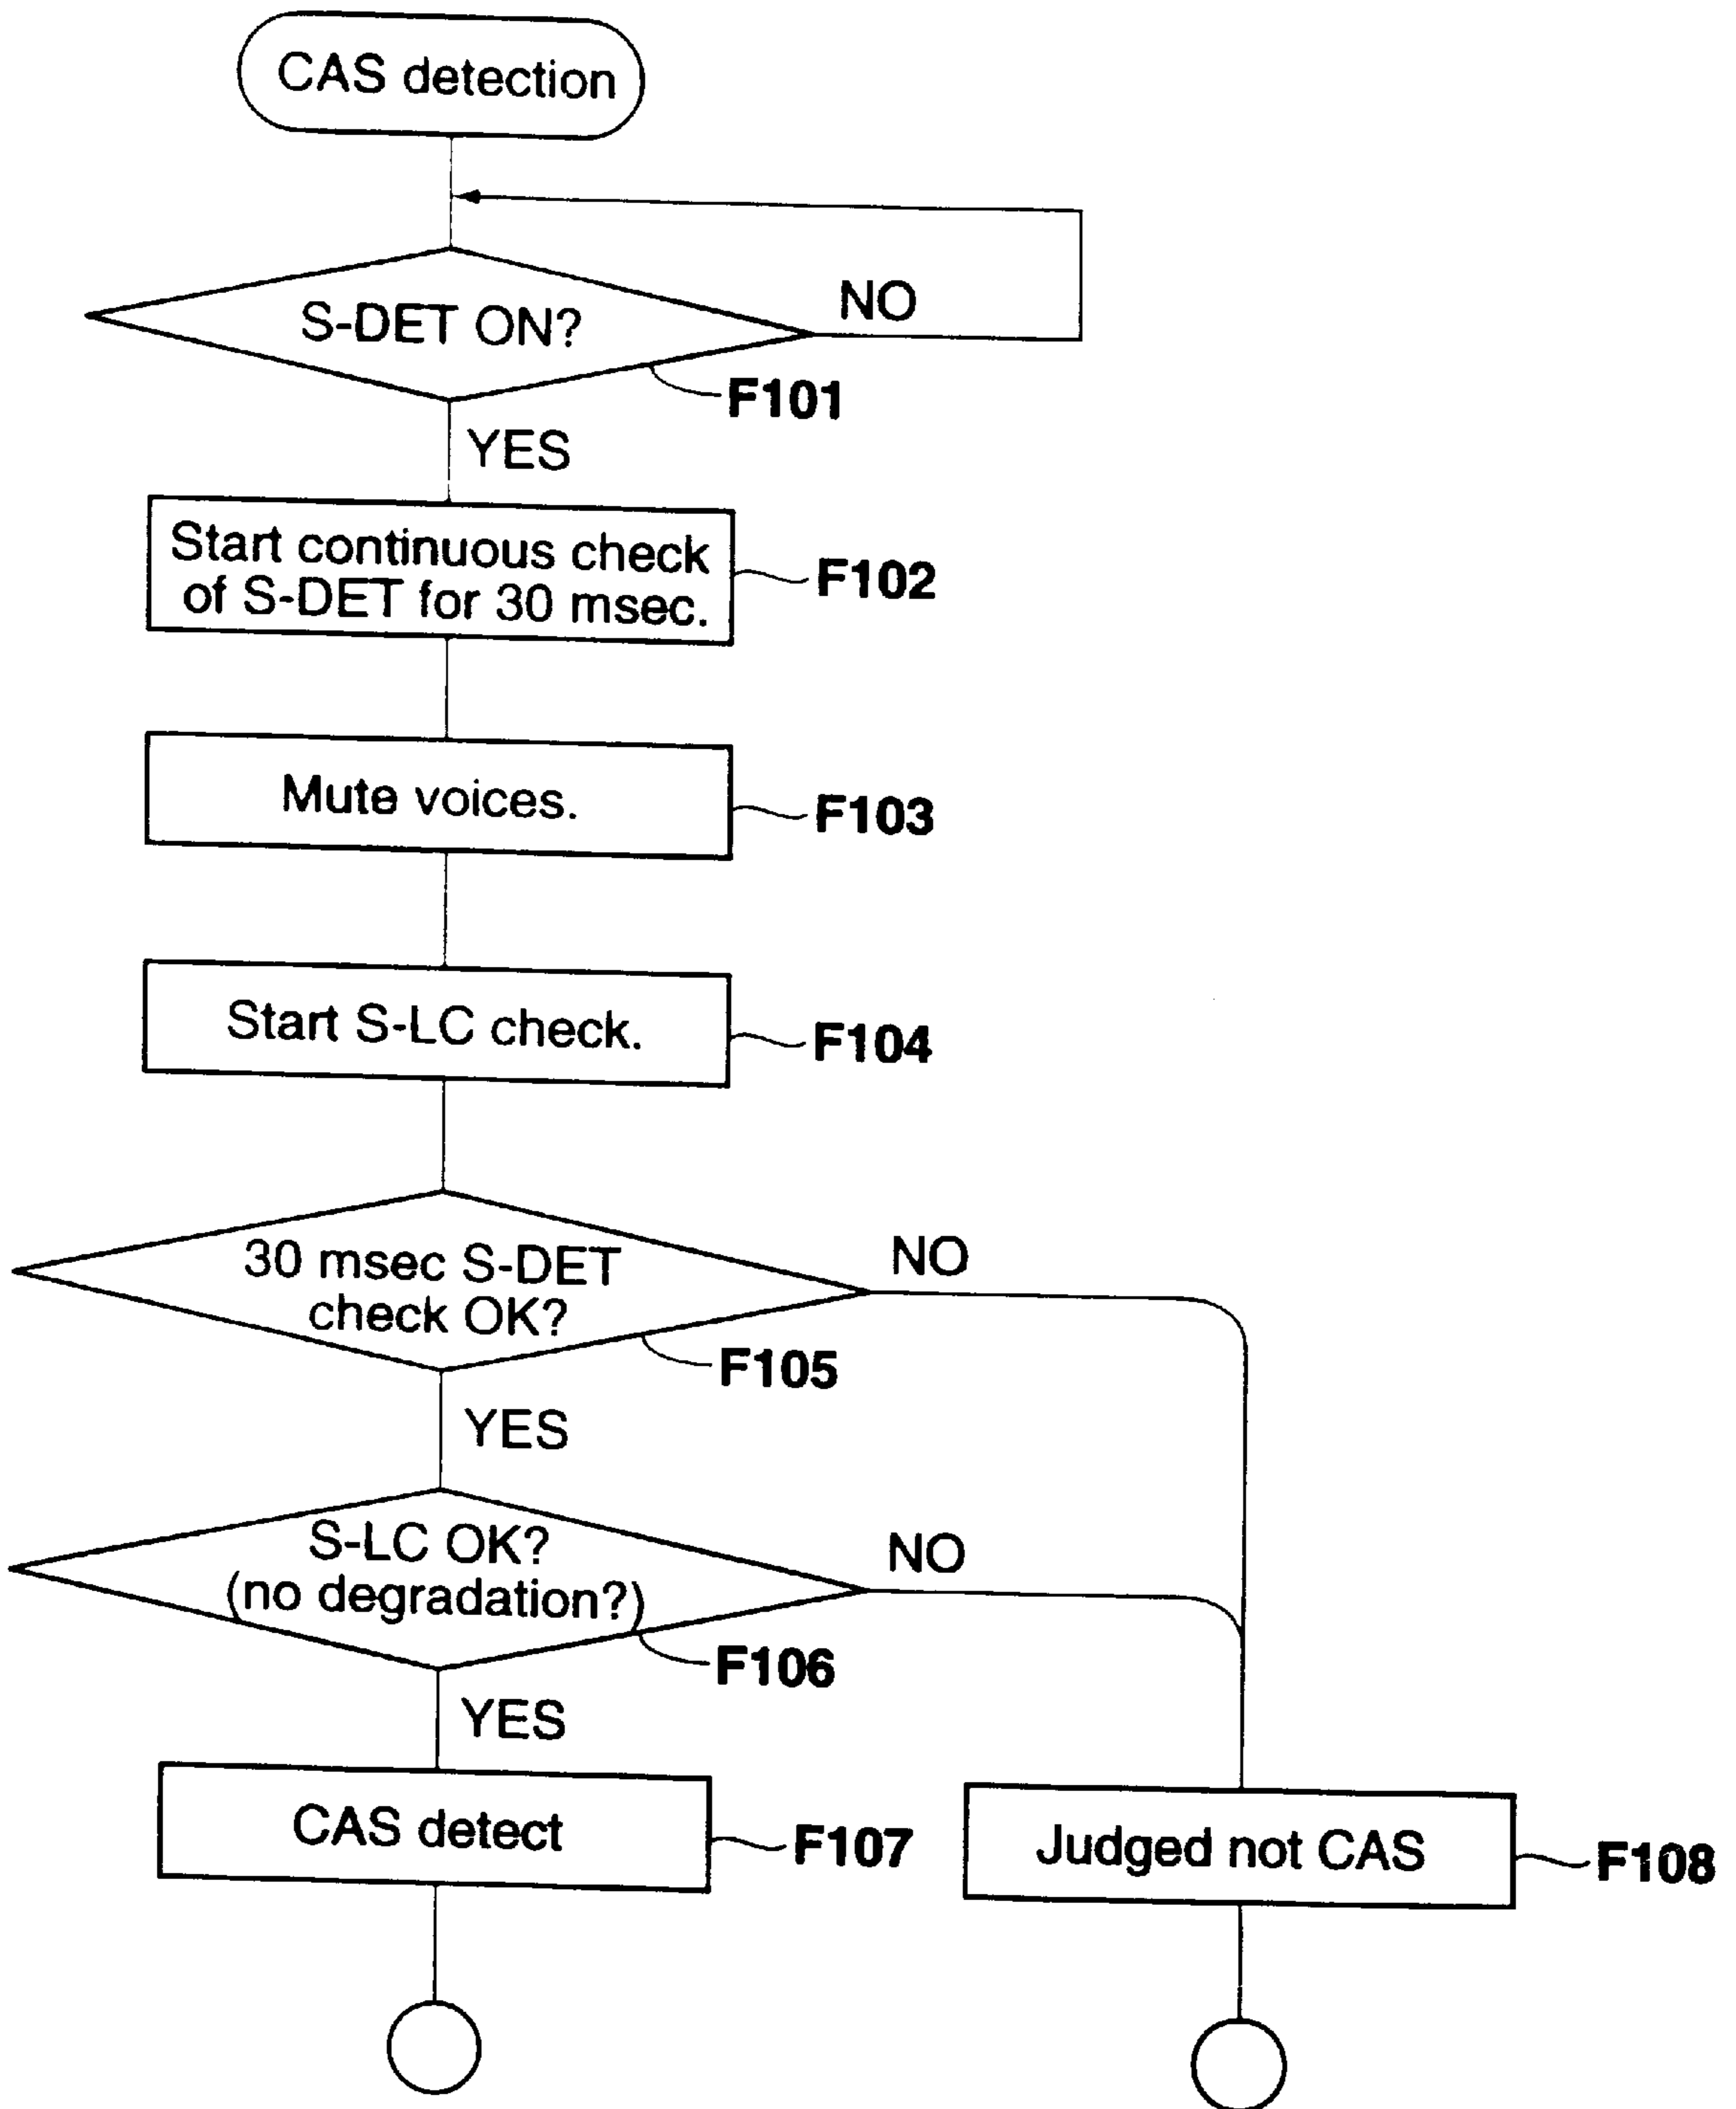 CAS detection
S-DET ON?
NO
F101
YES
Start continuous check
of S-DET for 30 msec.
F102
Mute voices.
F103
Start S-LC check.
F104
30 msec S-DET
check OK?
NO
F105
YES
S-LC OK?
(no degradation?)
NO
F106
YES
CAS detect
F107
Judged not CAS
F108